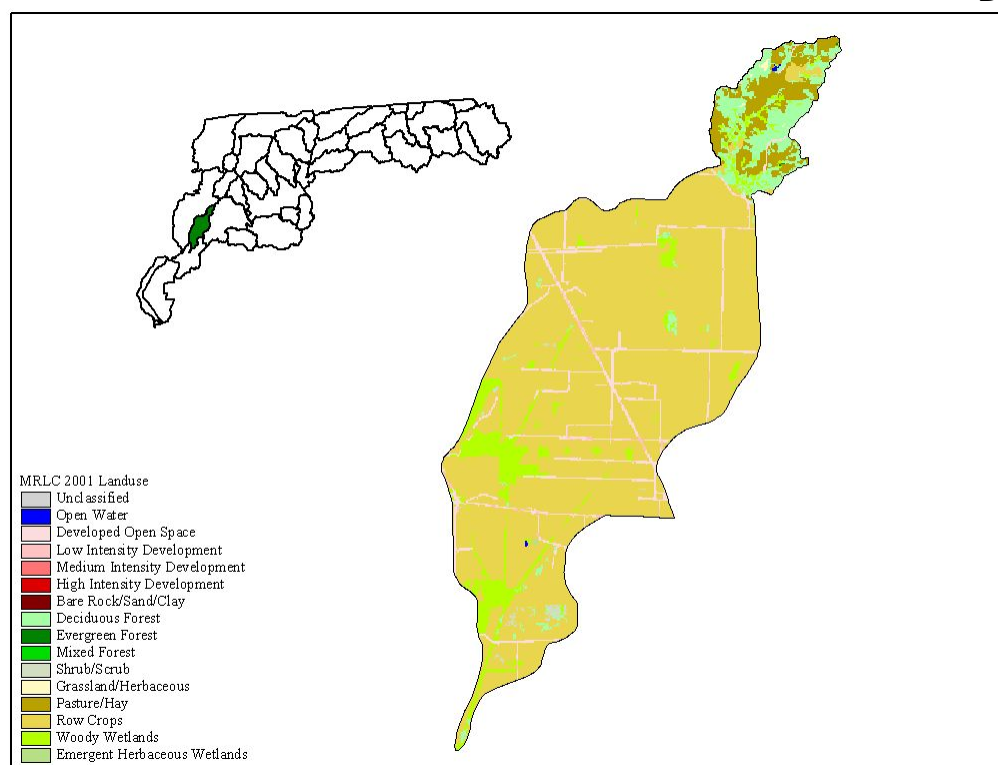 MRLC 2001 Landuse
Unclassified
Open Water
Developed Open Space
Low Intensity Development
Medium Intensity Development
High Intensity Development
Bare Rock/Sand/Clay
Deciduous Forest
Evergreen Forest
Mixed Forest
Shrub/Scrub
Grassland/Herbaceous
Pasture/Hay
Row Crops
Woody Wetlands
Emergent Herbaceous Wetlands